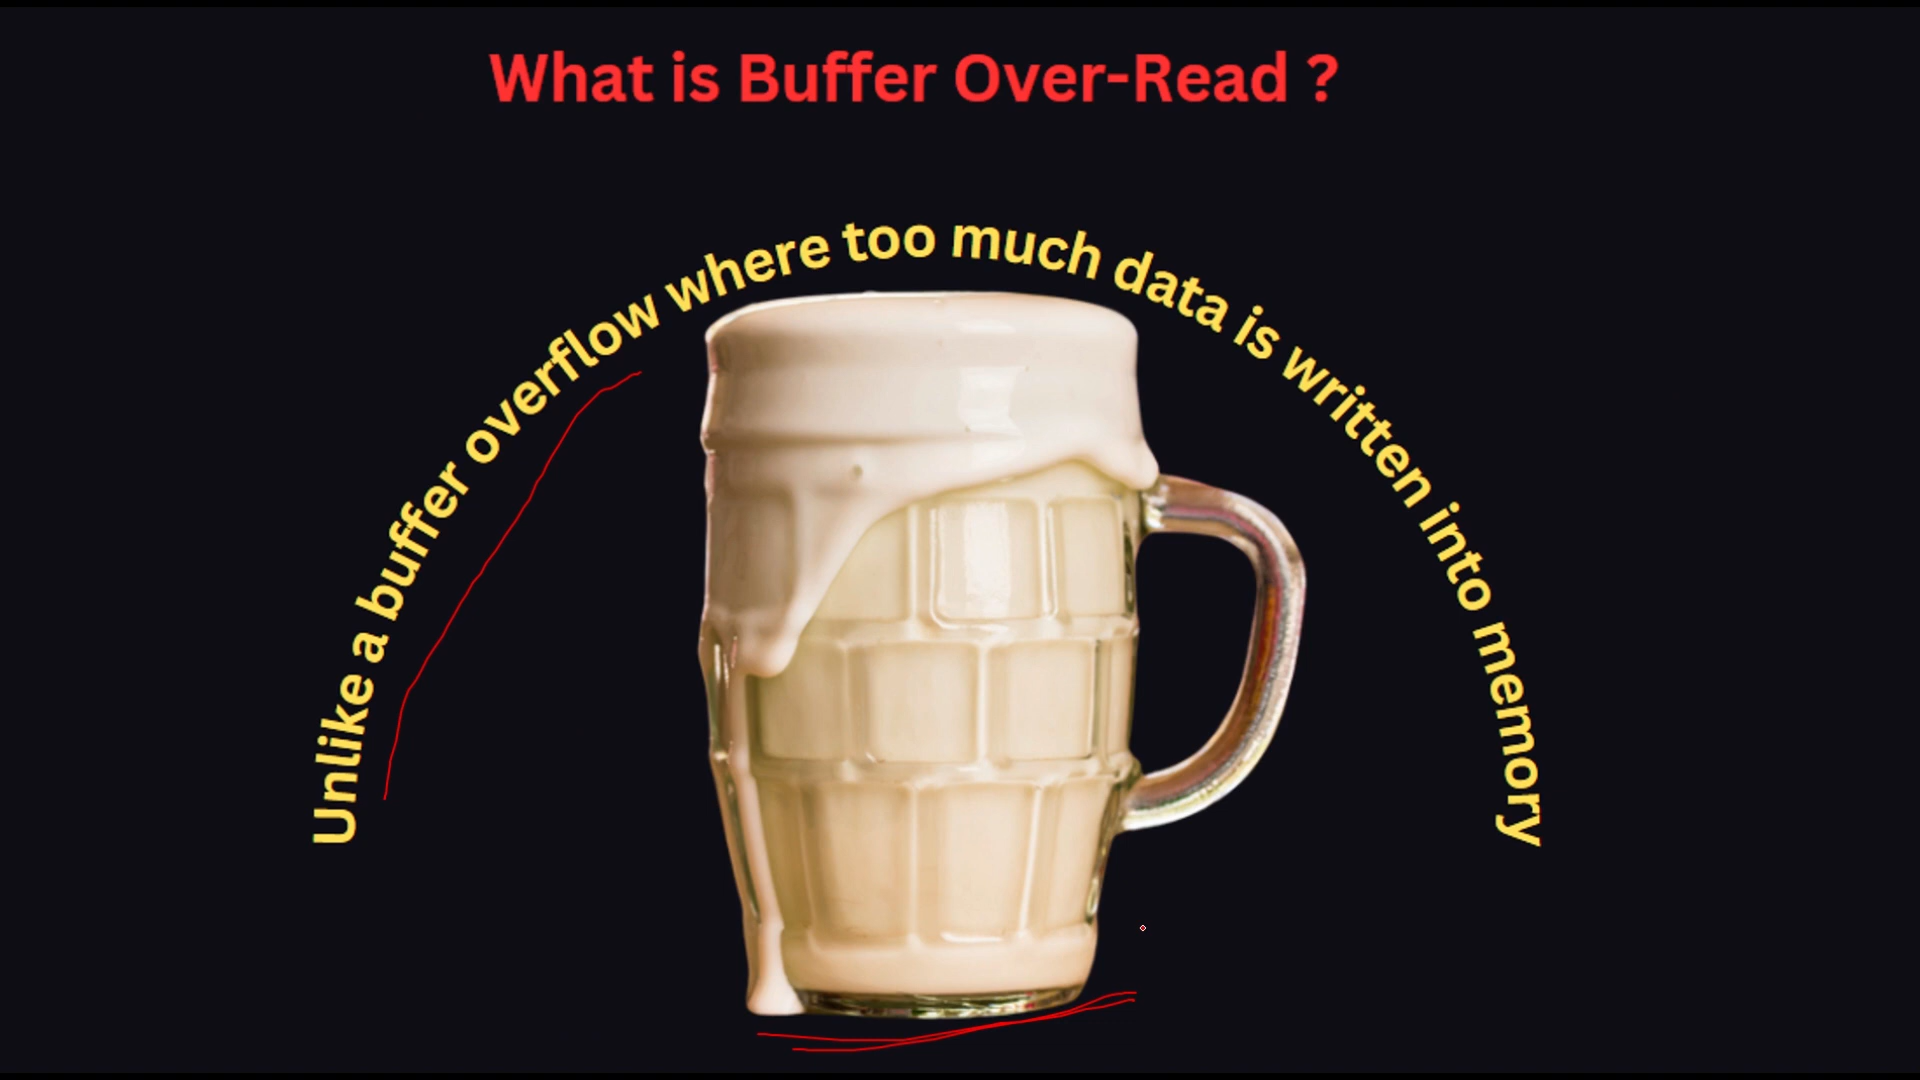 What is Buffer Over-Read ?
Unlike a buffer overflow where too much data is written into memory